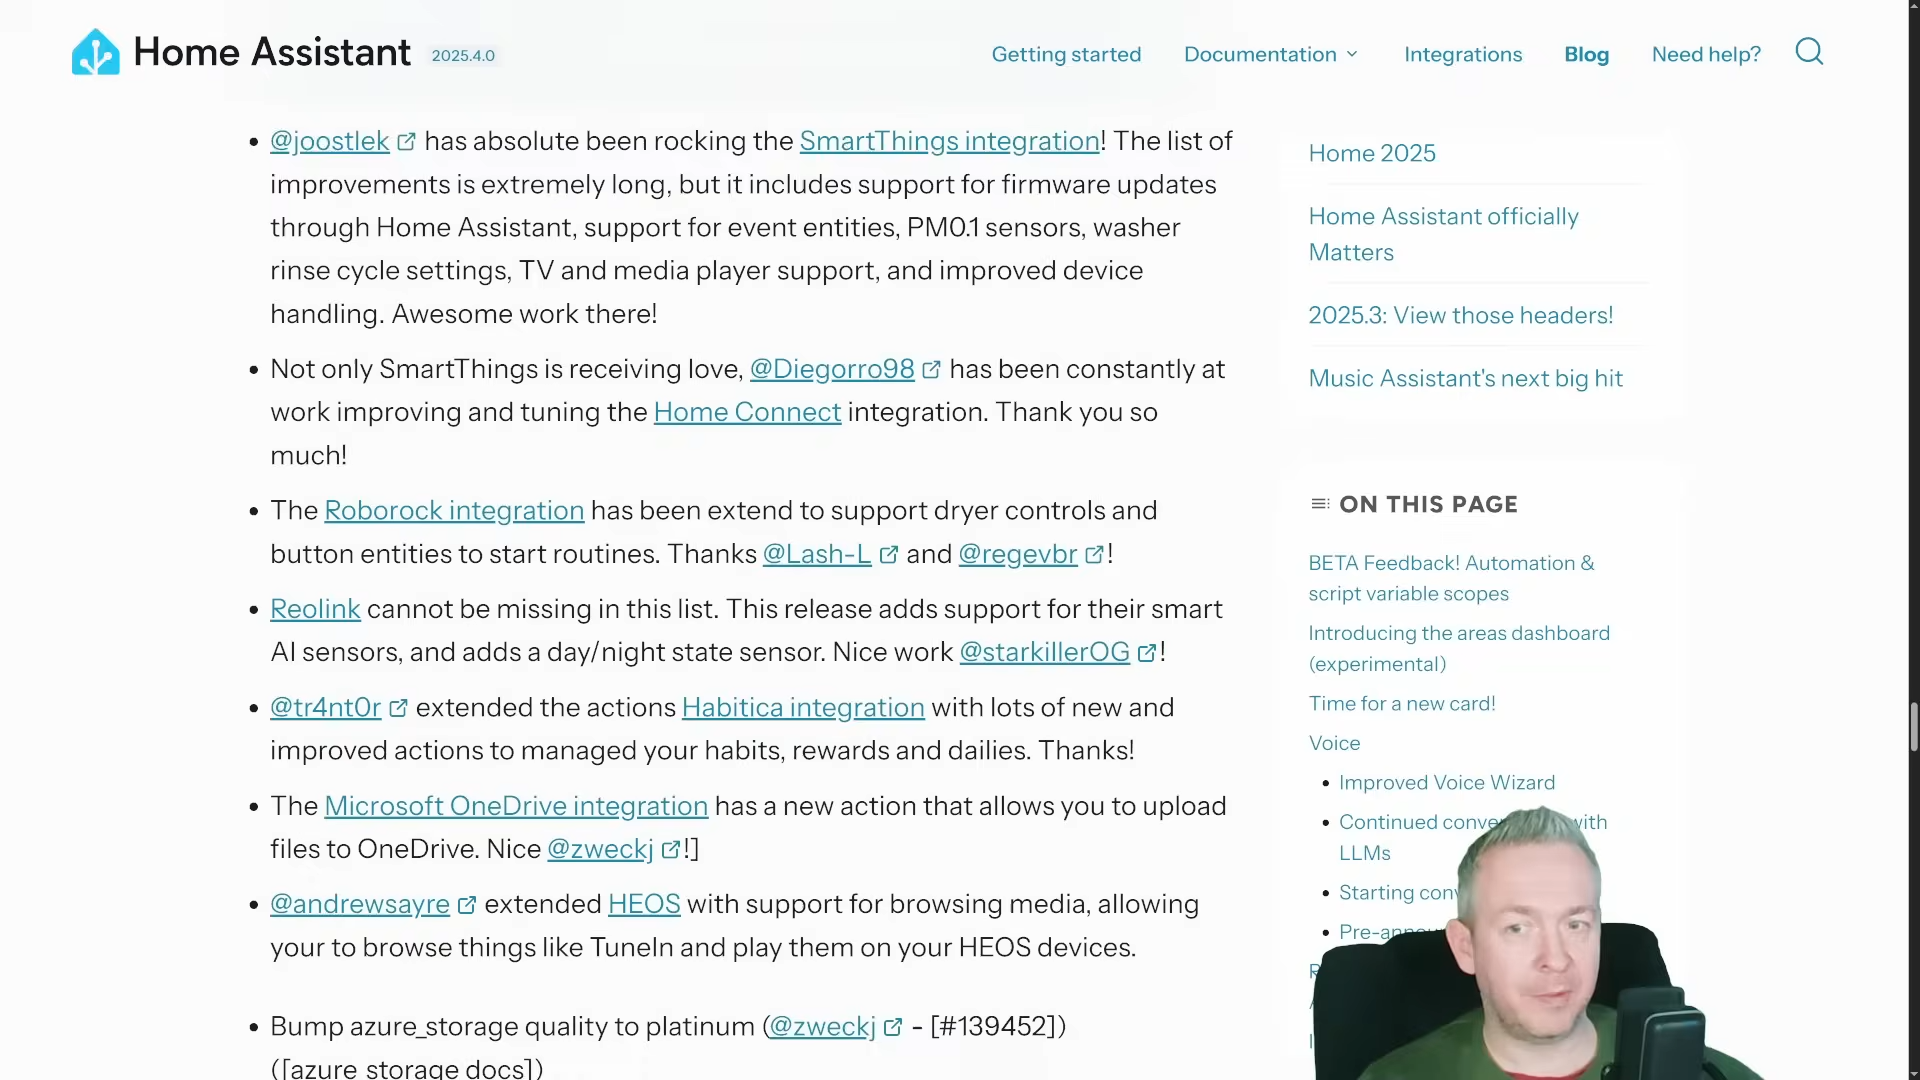 Home Assistant 2025.4.0
Getting started Documentation Integrations Blog Need help?
@joostlek has absolute been rocking the SmartThings integration! The list of
improvements is extremely long, but it includes support for firmware updates
through Home Assistant, support for event entities, PM0.1 sensors, washer
rinse cycle settings, TV and media player support, and improved device
handling. Awesome work there!
Not only SmartThings is receiving love, @Diegorro98 has been constantly at
work improving and tuning the Home Connect integration. Thank you so
much!
The Roborock integration has been extend to support dryer controls and
button entities to start routines. Thanks @Lash-L and @regevbr!
Reolink cannot be missing in this list. This release adds support for their smart
AI sensors, and adds a day/night state sensor. Nice work @starkillerOG!
@tr4nt0r extended the actions Habitica integration with lots of new and
improved actions to managed your habits, rewards and dailies. Thanks!
The Microsoft OneDrive integration has a new action that allows you to upload
files to OneDrive. Nice @zweckj!]
@andrewsayre extended HEOS with support for browsing media, allowing
your to browse things like TuneIn and play them on your HEOS devices.
Bump azure_storage quality to platinum (@zweckj - [#139452])
([azure_storage docs])
Home 2025
Home Assistant officially
Matters
2025.3: View those headers!
Music Assistant's next big hit
ON THIS PAGE
BETA Feedback! Automation &
script variable scopes
Introducing the areas dashboard
(experimental)
Time for a new card!
Voice
Improved Voice Wizard
Continued with
LLMs
Starting